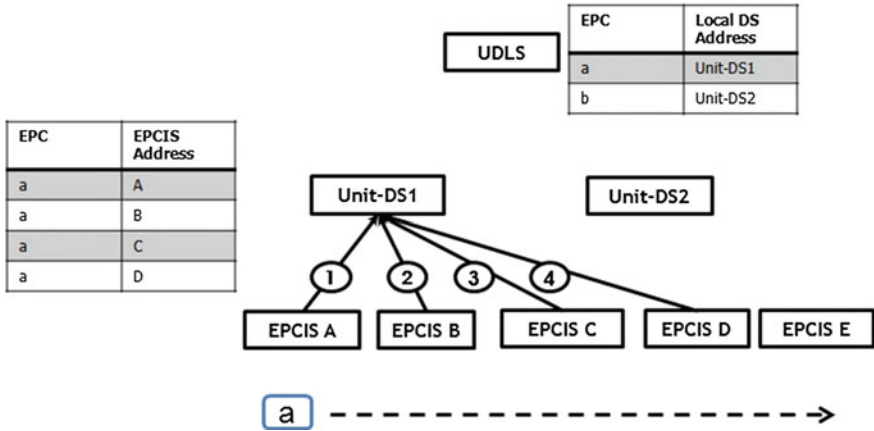 UDLS
EPC Local DS Address
a Unit-DS1
b Unit-DS2
EPC EPCIS Address
a A
a B
a C
a D
Unit-DS1
Unit-DS2
1 2 3 4
EPCIS A EPCIS B EPCIS C EPCIS D EPCIS E
a